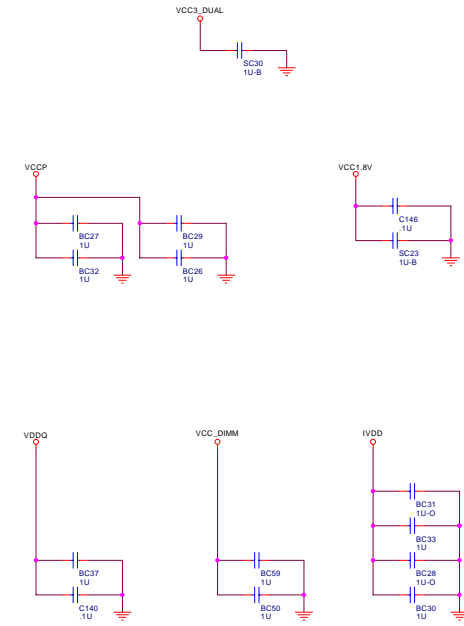 VCC3_DUAL
SC30
1U-B
VCCP
VCC1.8V
BC27
1U
BC29
1U
C146
.1U
BC32
1U
BC26
1U
SC23
1U-B
VDDQ
VCC_DIMM
IVDD
BC31
1U-O
BC33
1U
BC37
1U
BC59
1U
BC28
1U-O
C140
.1U
BC50
1U
BC30
1U